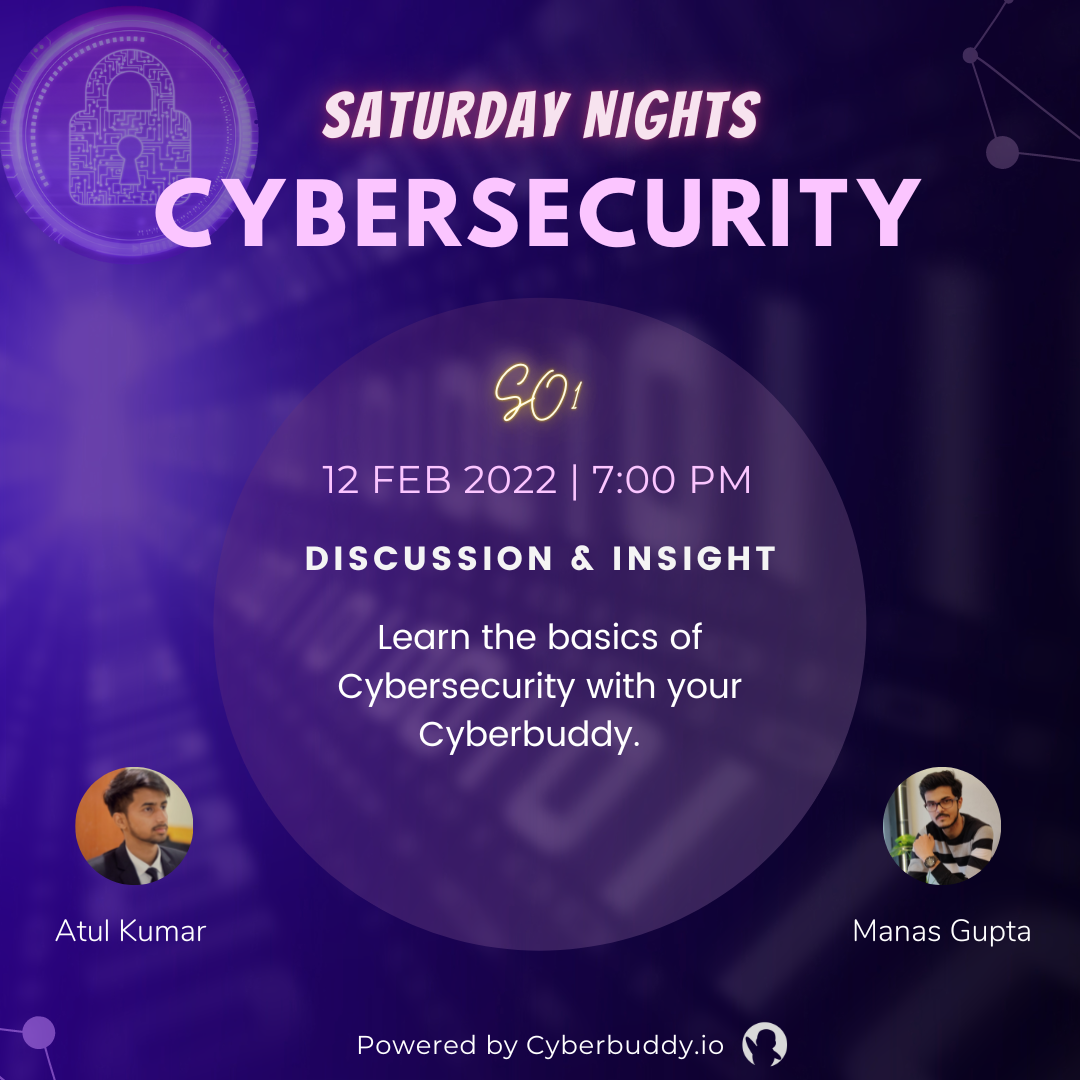 SATURDAY NIGHTS
CYBERSECURITY
SO1
12 FEB 2022 | 7:00 PM
DISCUSSION & INSIGHT
Learn the basics of
Cybersecurity with your
Cyberbuddy.
Atul Kumar
Manas Gupta
Powered by Cyberbuddy.io